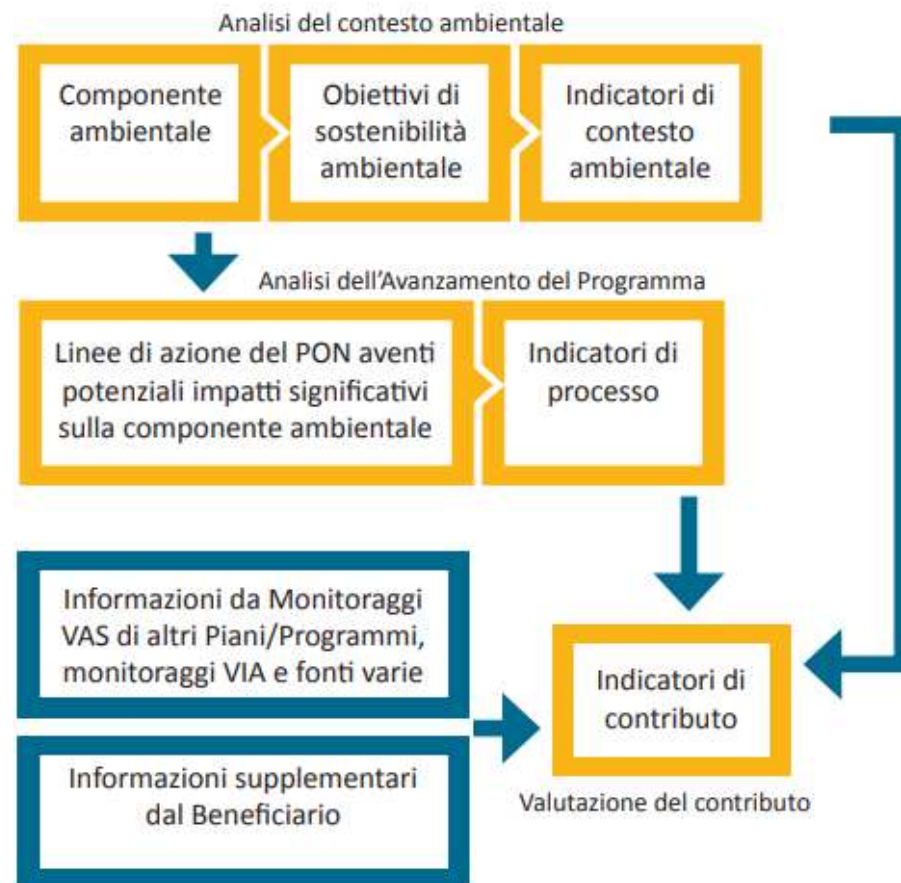 Analisi del contesto ambientale
Componente
ambientale
Obiettivi di
sostenibilità
ambientale
Indicatori di
contesto
ambientale
Analisi dell'Avanzamento del Programma
Linee di azione del PON aventi
potenziali impatti significativi
sulla componente ambientale
Indicatori di
processo
Informazioni da Monitoraggi
VAS di altri Piani/Programmi,
monitoraggi VIA e fonti varie
Informazioni supplementari
dal Beneficiario
Indicatori di
contributo
Valutazione del contributo